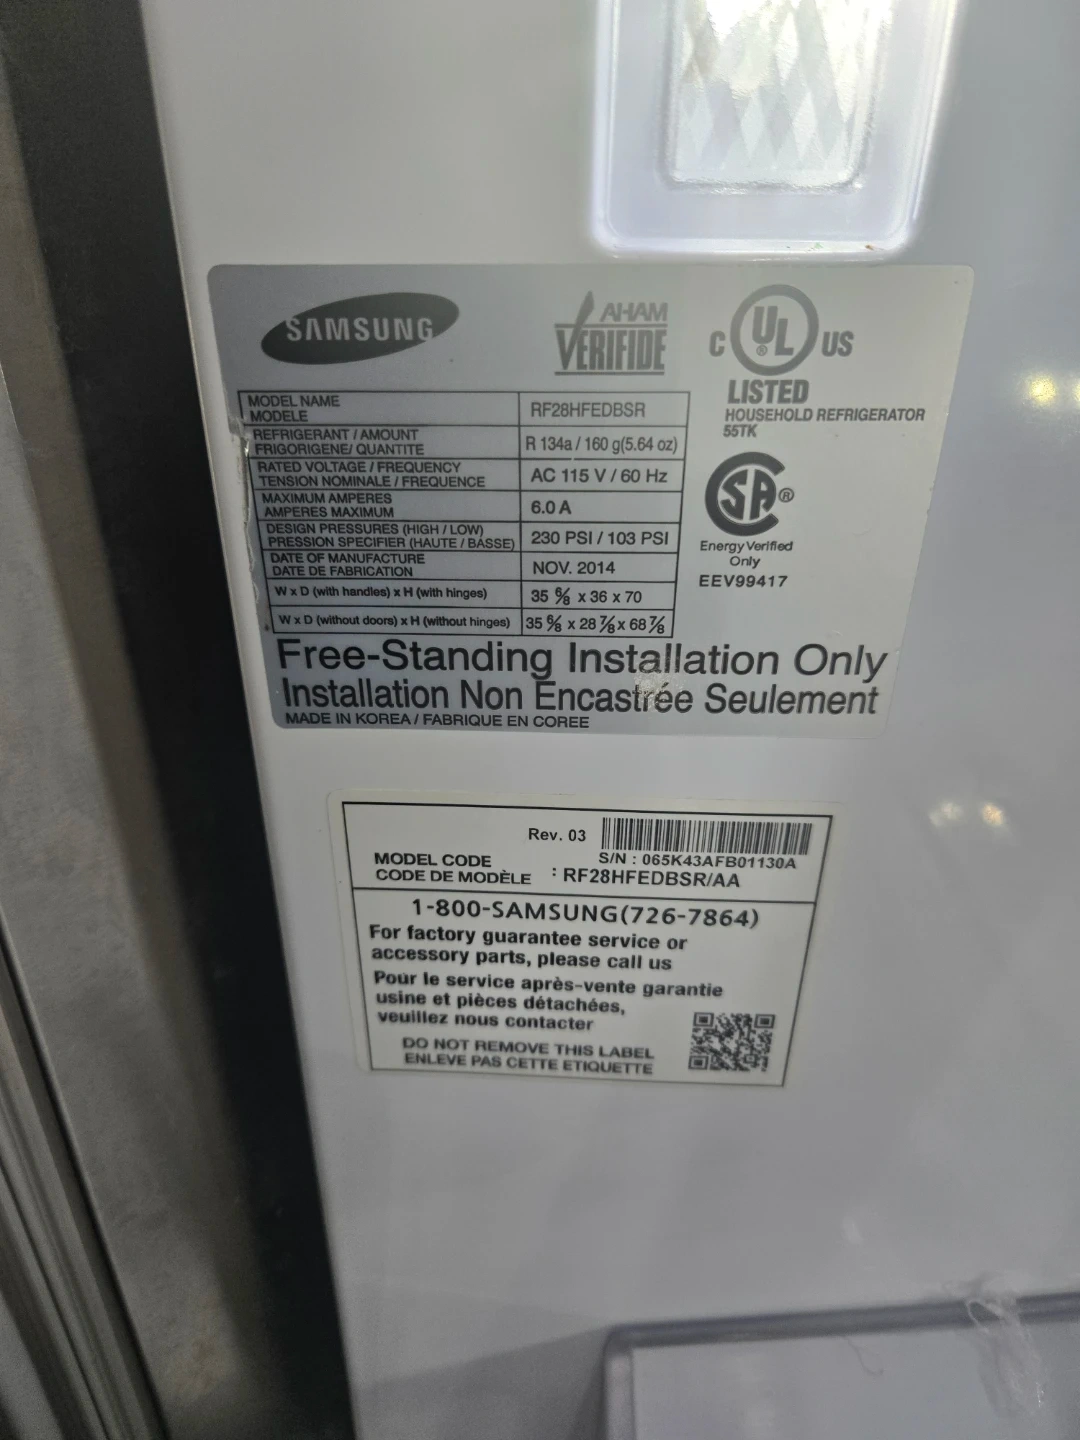 SAMSUNG
AHAM
VERIFIDE
C UL ® US
LISTED
HOUSEHOLD REFRIGERATOR
55TK
MODEL NAME
MODELE
RF28HFEDBSR
REFRIGERANT / AMOUNT
FRIGORIGENE/ QUANTITE
R 134a / 160 g(5.64 oz)
RATED VOLTAGE / FREQUENCY
TENSION NOMINALE / FREQUENCE
AC 115 V / 60 Hz
MAXIMUM AMPERES
AMPERES MAXIMUM
6.0 A
DESIGN PRESSURES (HIGH / LOW)
PRESSION SPECIFIER (HAUTE / BASSE)
230 PSI / 103 PSI
DATE OF MANUFACTURE
DATE DE FABRICATION
NOV. 2014
W x D (with handles) x H (with hinges)
35 6/8 x 36 x 70
W x D (without doors) x H (without hinges)
35 6/8 x 28 7/8 x 68 7/8
SA ®
Energy Verified
Only
EEV99417
Free-Standing Installation Only
Installation Non Encastrée Seulement
MADE IN KOREA / FABRIQUE EN COREE
Rev. 03
S/N : 065K43AFB01130A
MODEL CODE
CODE DE MODÈLE : RF28HFEDBSR/AA
1-800-SAMSUNG(726-7864)
For factory guarantee service or
accessory parts, please call us
Pour le service après-vente garantie
usine et pièces détachées,
veuillez nous contacter
DO NOT REMOVE THIS LABEL
ENLEVE PAS CETTE ETIQUETTE